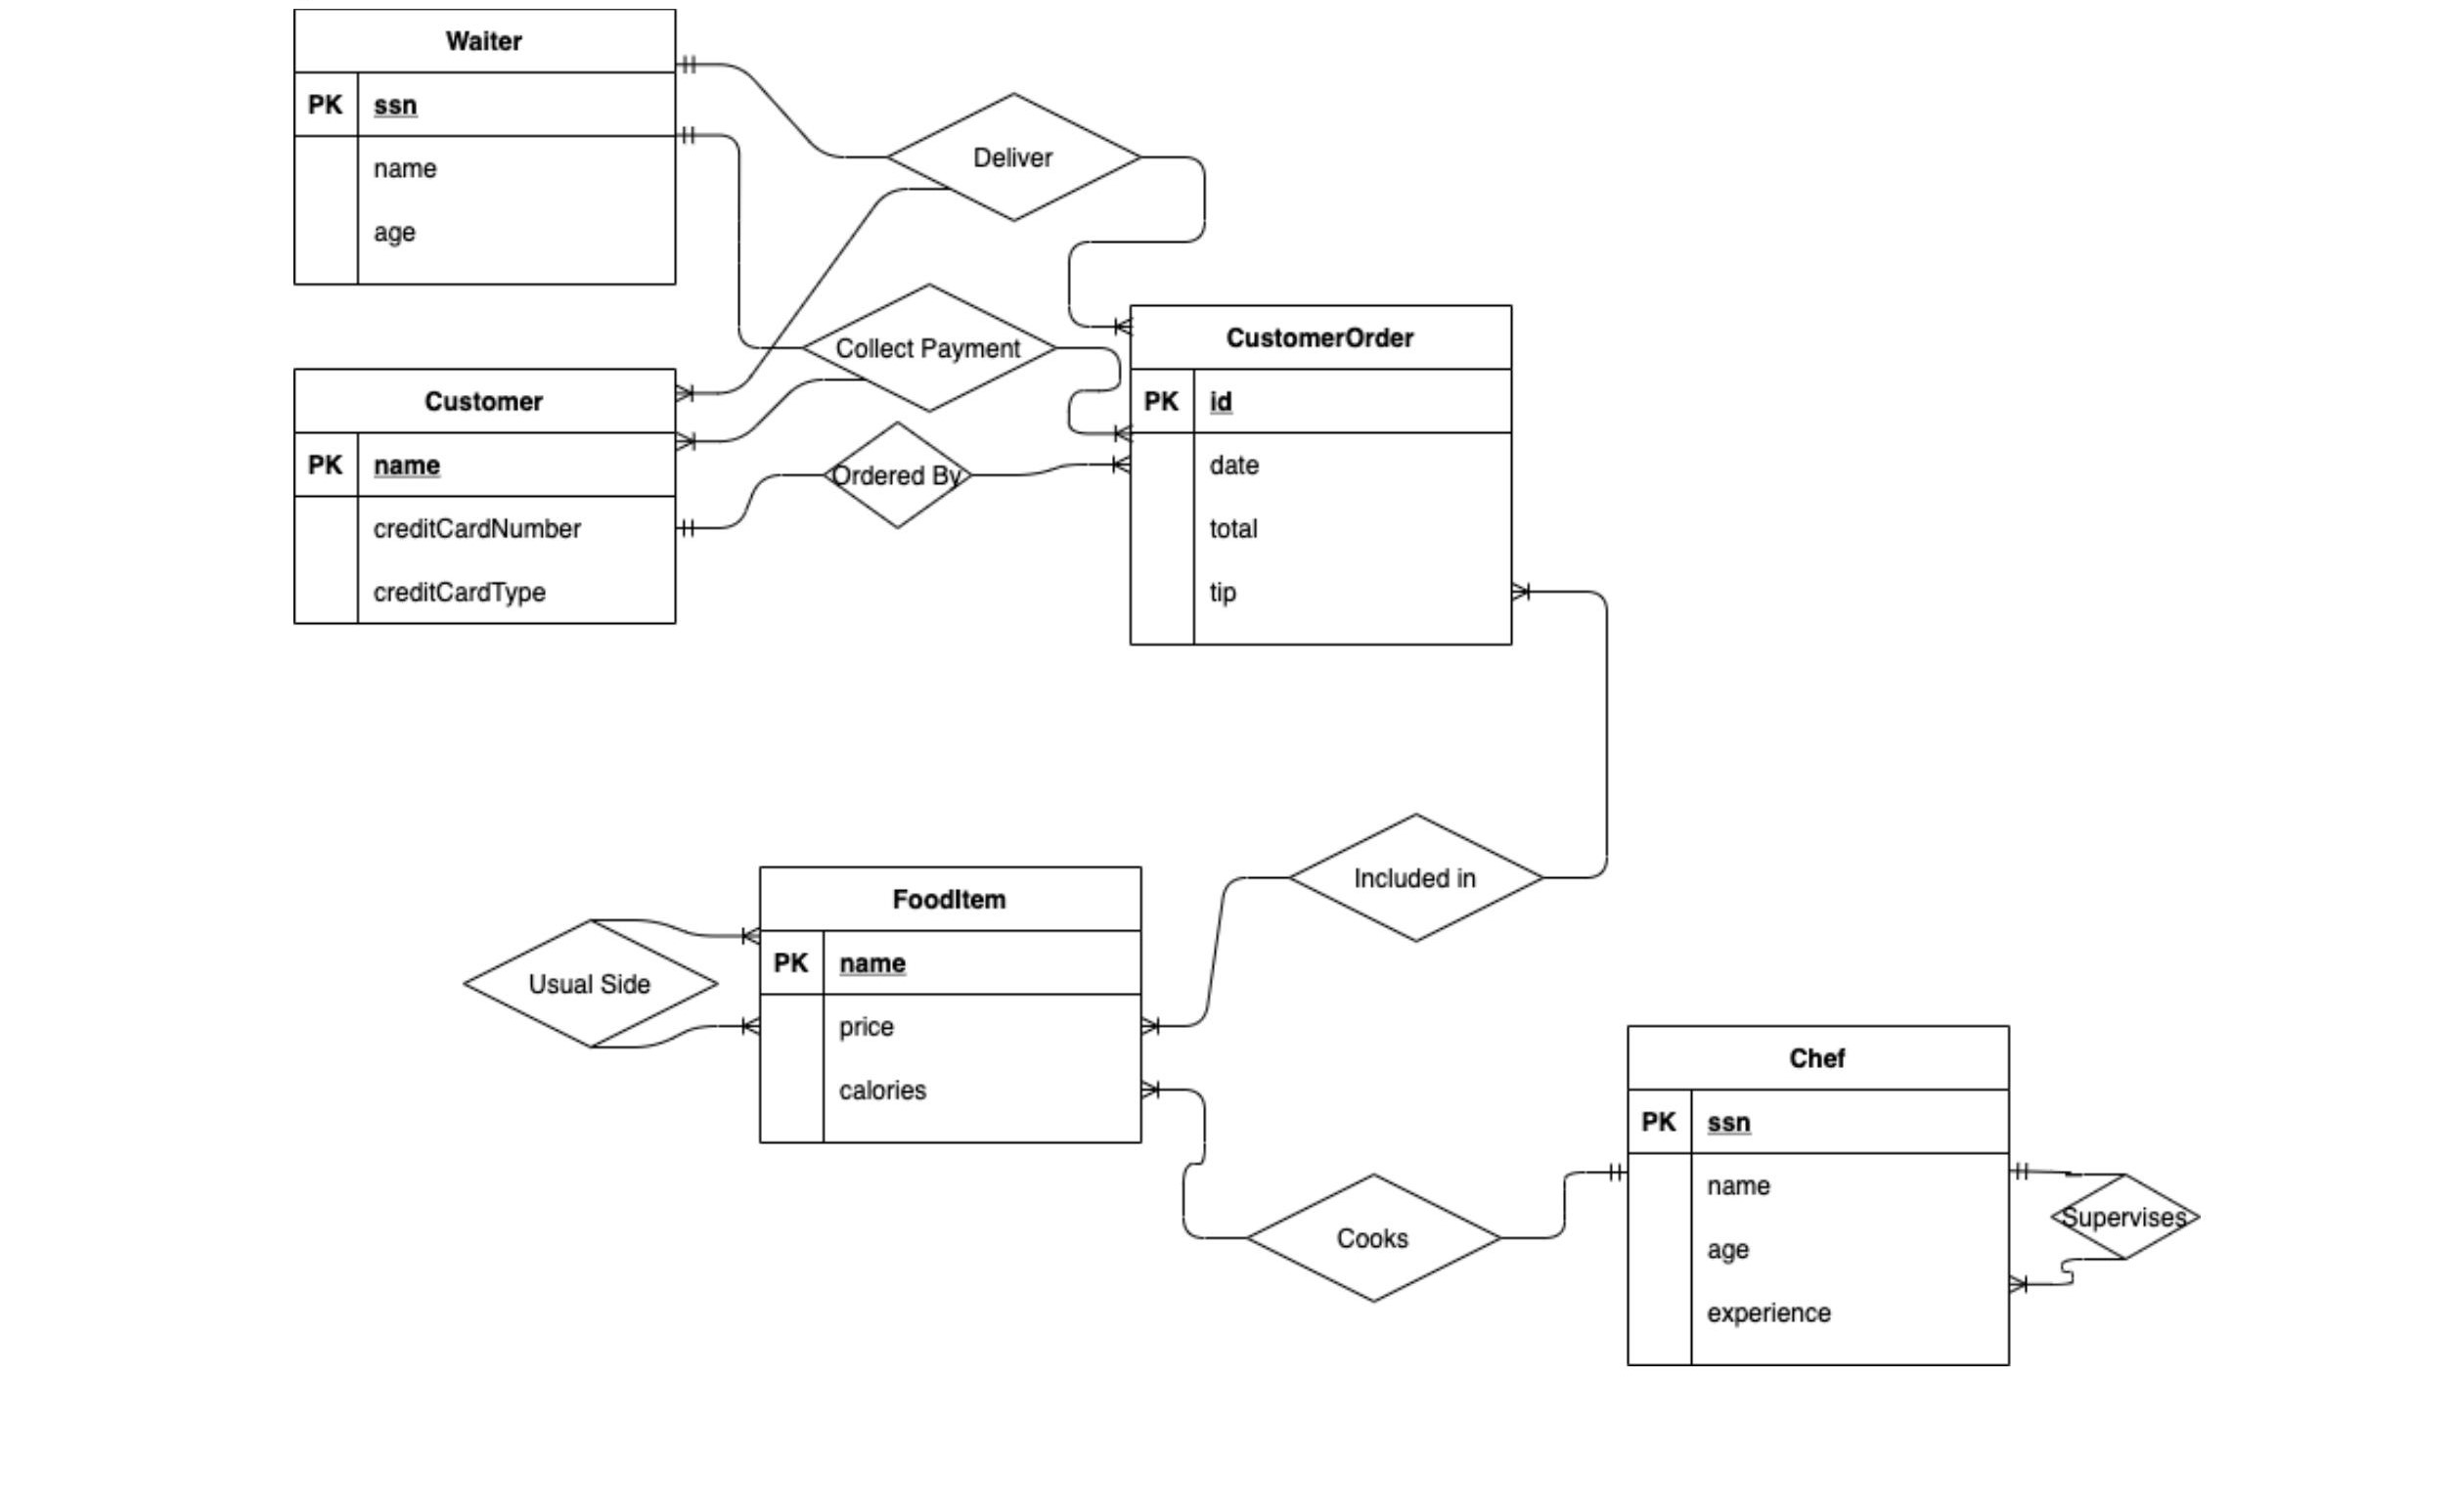 Waiter
PK ssn
name
age
Deliver
Collect Payment
Customer
PK name
creditCardNumber
creditCardType
Ordered By
CustomerOrder
PK id
date
total
tip
Included in
Usual Side
FoodItem
PK name
price
calories
Cooks
Chef
PK ssn
name
age
experience
Supervises